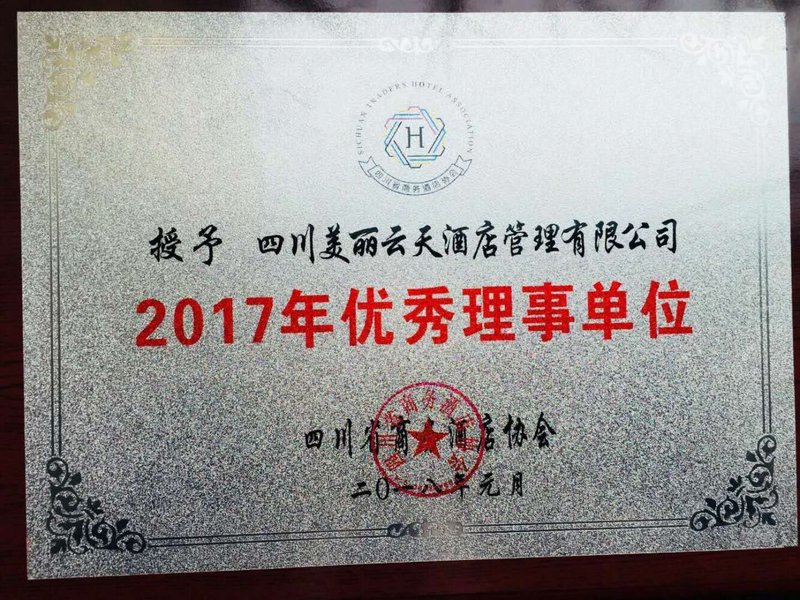 SICHUAN TRADERS HOTEL ASSOCIATION
H
四川省商务酒店协会
授予 四川美丽云天酒店管理有限公司
2017年优秀理事单位
四川省商务酒店协会
二0一八年元月